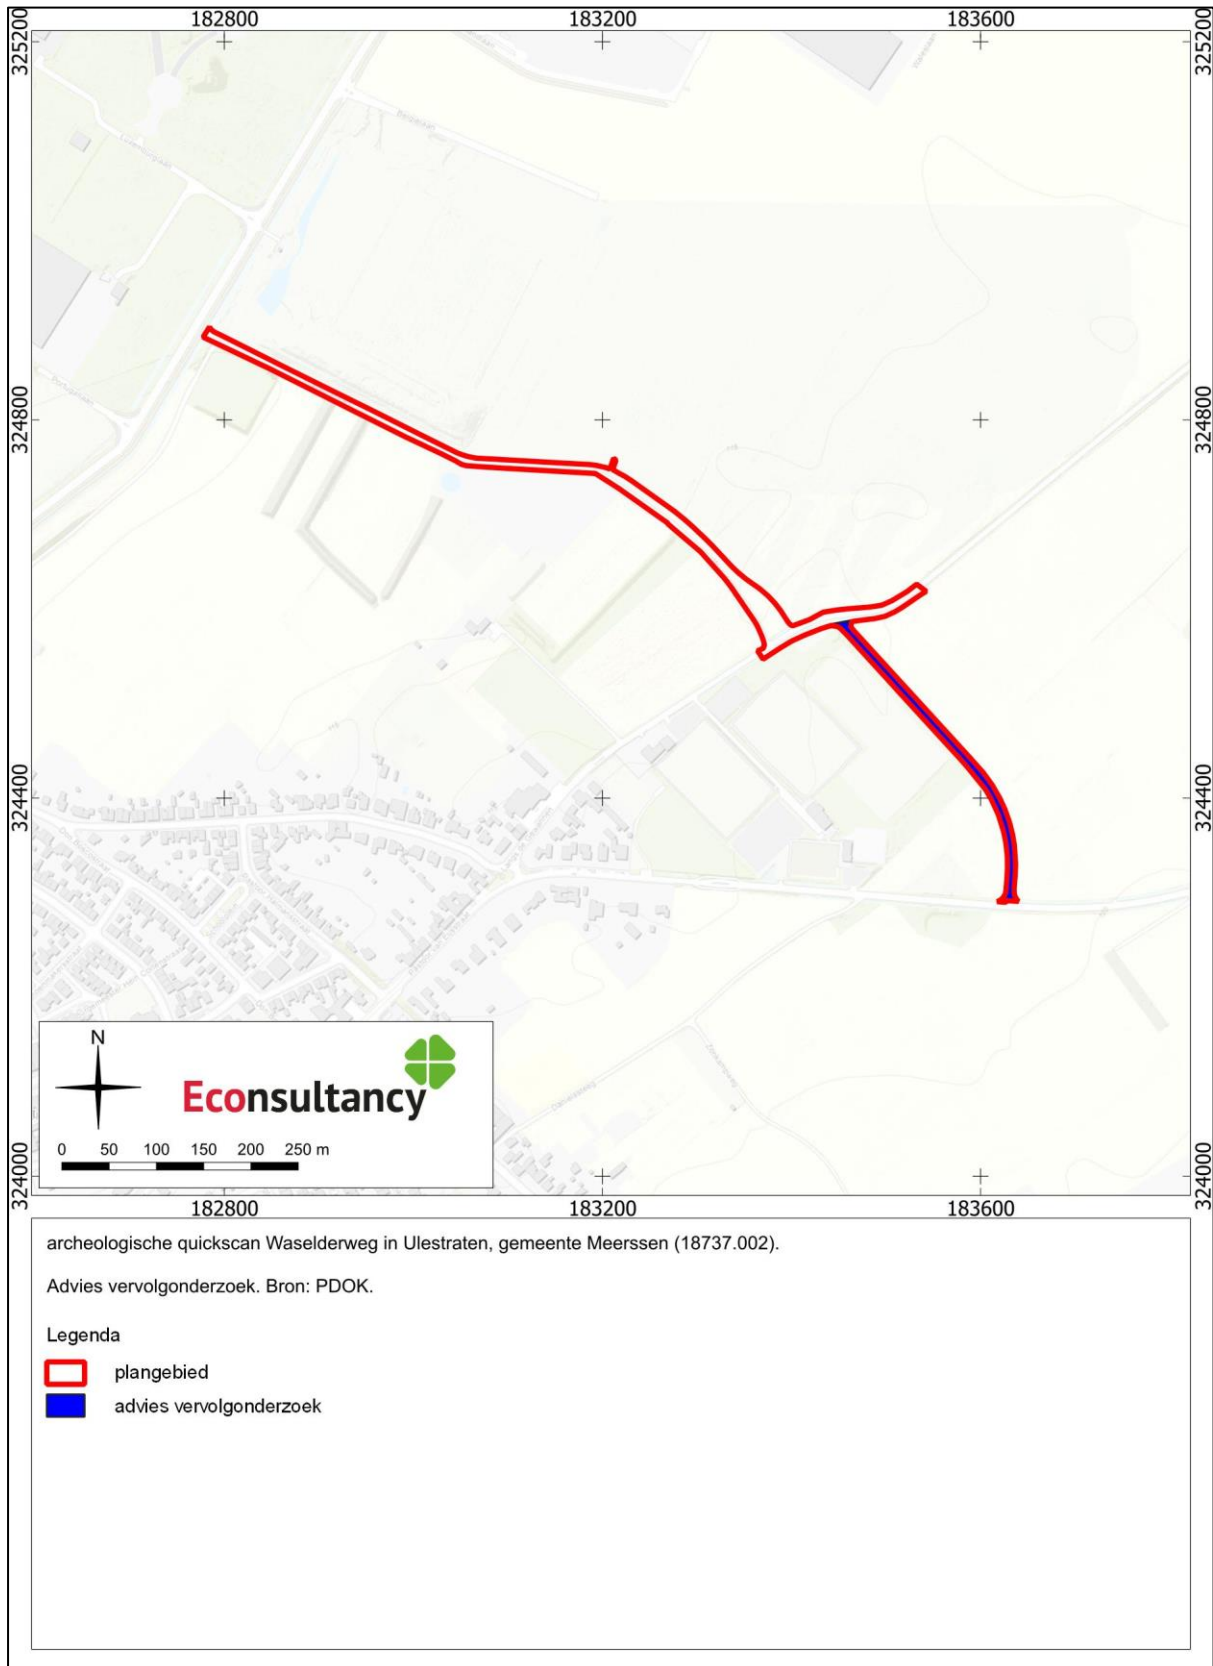 182800 183200 183600
325200 325200
324800 324800
324400 324400
324000 324000
N
Econsultancy
0 50 100 150 200 250 m
182800 183200 183600
archeologische quickscan Waselderweg in Ulestraten, gemeente Meerssen (18737.002).
Advies vervolgonderzoek. Bron: PDOK.
Legenda
plangebied
advies vervolgonderzoek